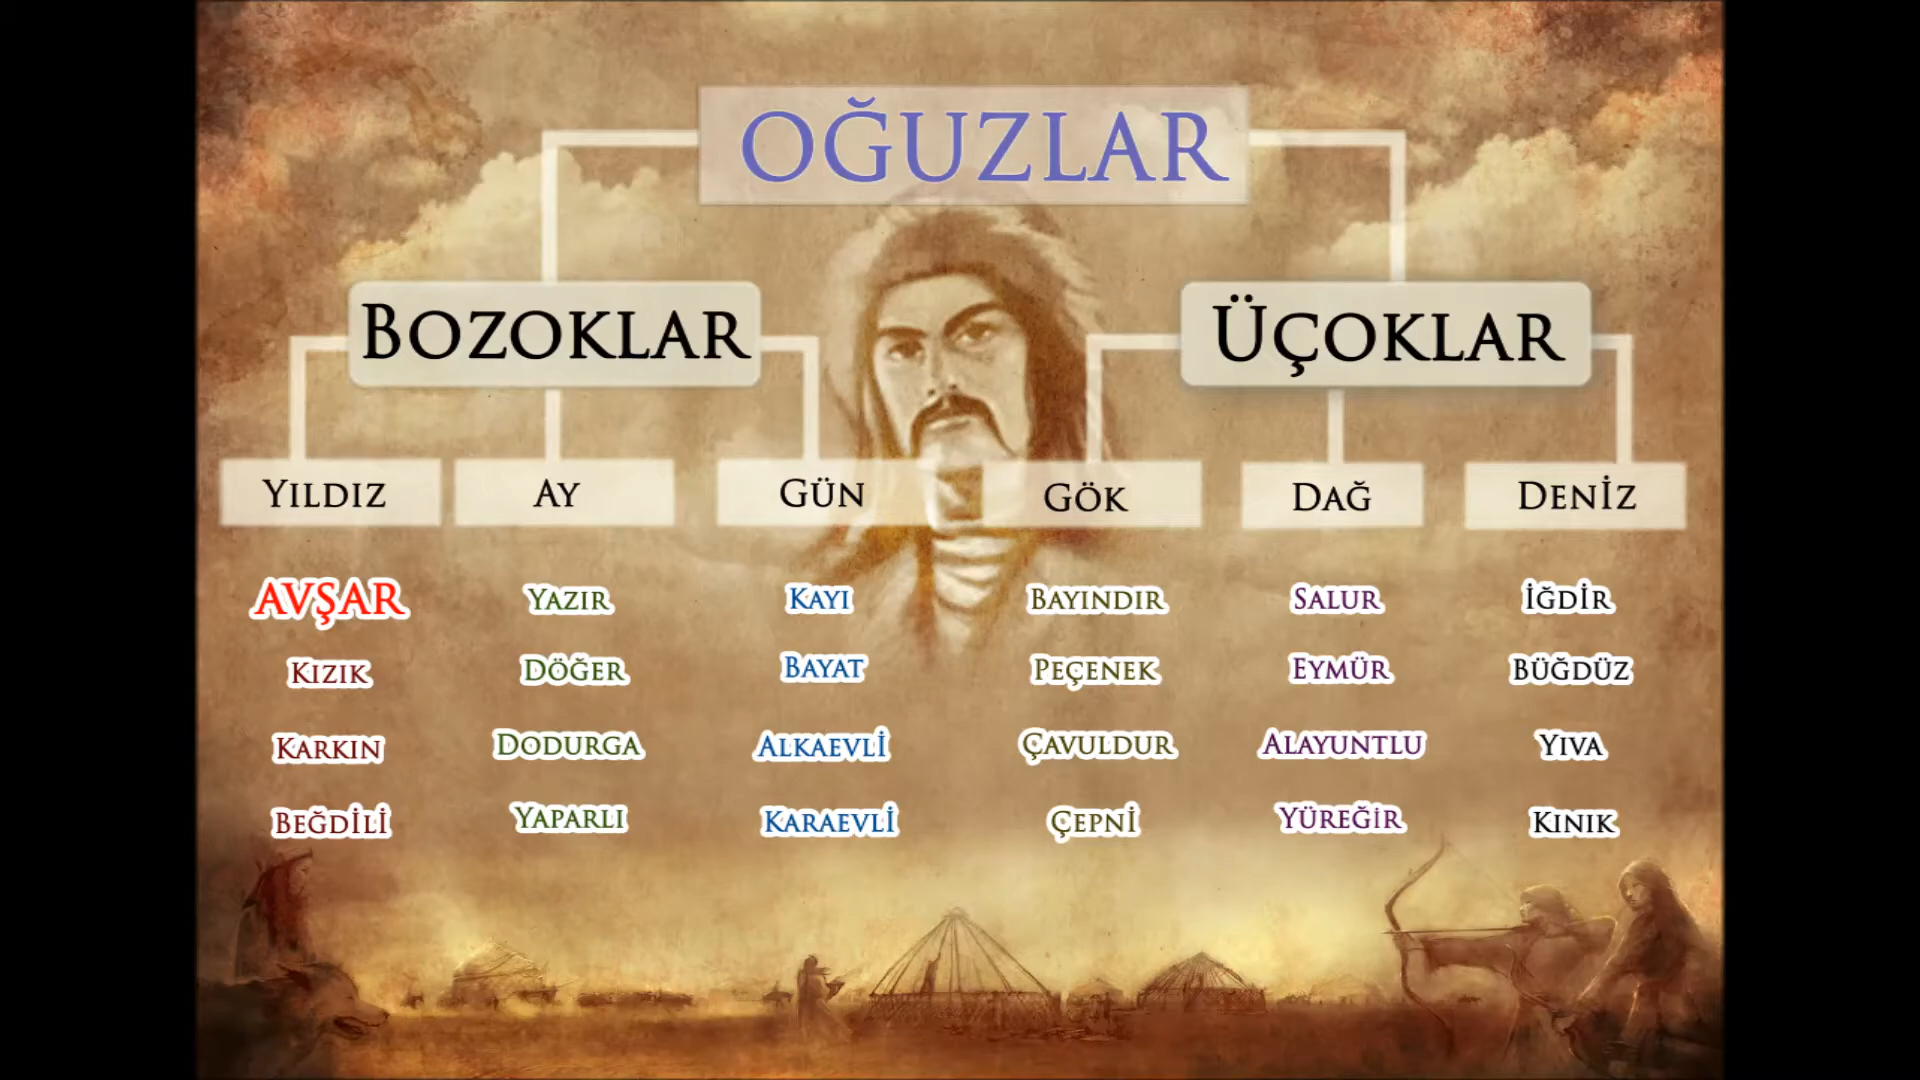 OĞUZLAR
BOZOKLAR
ÜÇOKLAR
YILDIZ
AY
GÜN
GÖK
DAĞ
DENİZ
AVŞAR
YAZIR
KAYI
BAYINDIR
SALUR
İĞDİR
KIZIK
DÖĞER
BAYAT
PEÇENEK
EYMÜR
BÜĞDÜZ
KARKIN
DODURGA
ALKAEVLİ
ÇAVULDUR
ALAYUNTLU
YIVA
BEĞDİLİ
YAPARLI
KARAEVLİ
ÇEPNİ
YÜREĞİR
KINIK